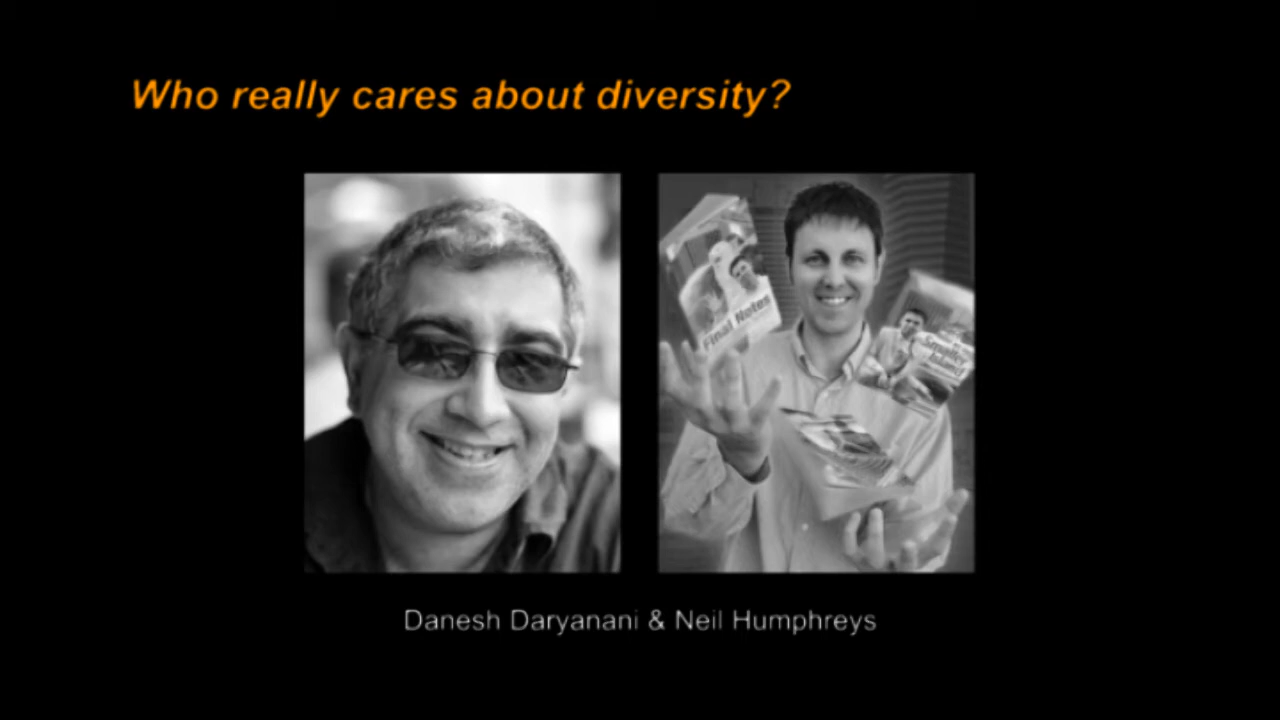 Who really cares about diversity?
Final Notes
Danesh Daryanani & Neil Humphreys